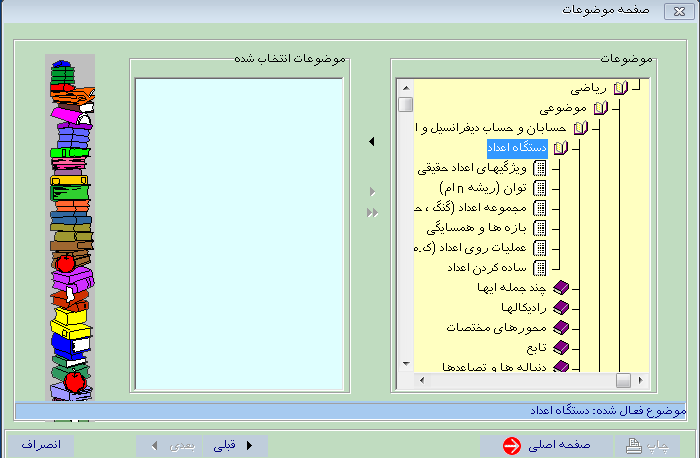 صفحه موضوعات
موضوعات
موضوعات انتخاب شده
ریاضی
موضوعی
حسابان و حساب دیفرانسیل و ا
دستگاه اعداد
ویژگیهای اعداد حقیقی
توان (ریشه n ام)
مجموعه اعداد (گنگ ، ح
بازه ها و همسایگی
عملیات روی اعداد (ک.م
ساده کردن اعداد
چند جمله ایها
رادیکالها
محورهای مختصات
تابع
دنباله ها و تصاعدها
موضوع فعال شده: دستگاه اعداد
چاپ
صفحه اصلی
قبلی
بعدی
انصراف